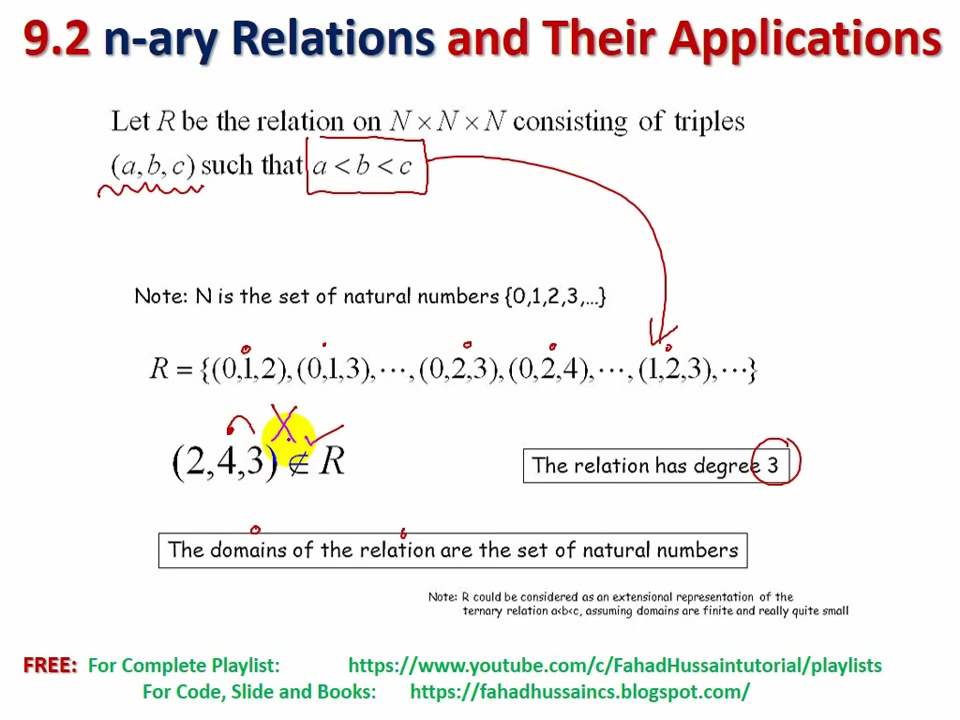 9.2 n-ary Relations and Their Applications
Let R be the relation on N × N × N consisting of triples
(a, b, c) such that a < b < c
Note: N is the set of natural numbers {0,1,2,3,…}
R = {(0,1,2),(0,1,3),⋯,(0,2,3),(0,2,4),⋯,(1,2,3),⋯}
(2,4,3) ∉ R
The relation has degree 3
The domains of the relation are the set of natural numbers
Note: R could be considered as an extensional representation of the
ternary relation a<b<c, assuming domains are finite and really quite small
FREE: For Complete Playlist: https://www.youtube.com/c/FahadHussaintutorial/playlists
For Code, Slide and Books: https://fahadhussaincs.blogspot.com/